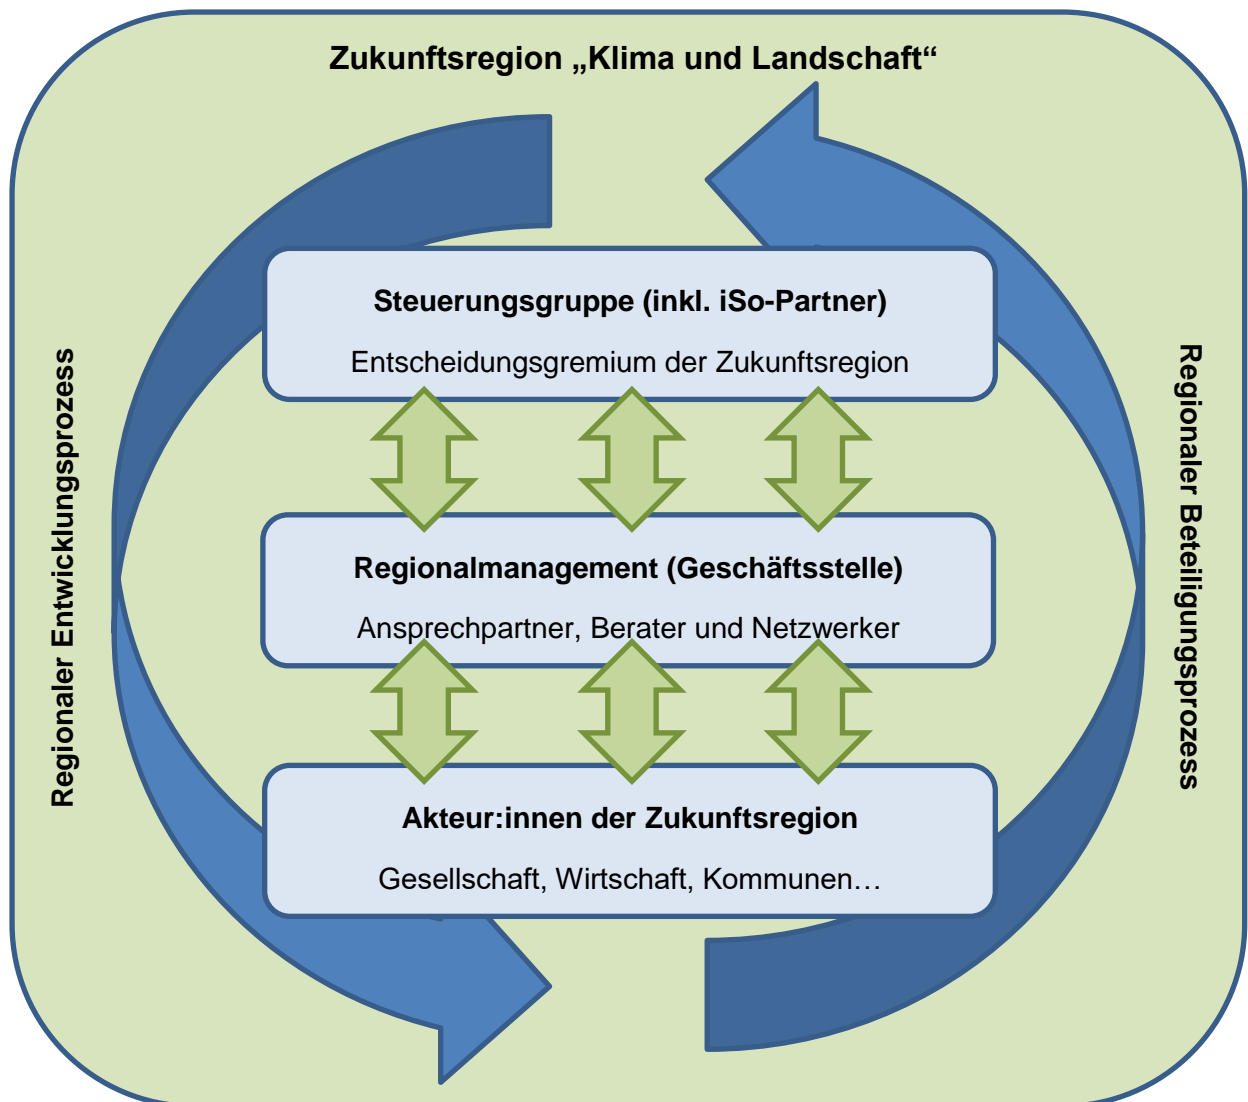 Zukunftsregion „Klima und Landschaft“
Regionaler Entwicklungsprozess
Steuerungsgruppe (inkl. iSo-Partner)
Entscheidungsgremium der Zukunftsregion
Regionalmanagement (Geschäftsstelle)
Ansprechpartner, Berater und Netzwerker
Akteur:innen der Zukunftsregion
Gesellschaft, Wirtschaft, Kommunen…
Regionaler Beteiligungsprozess